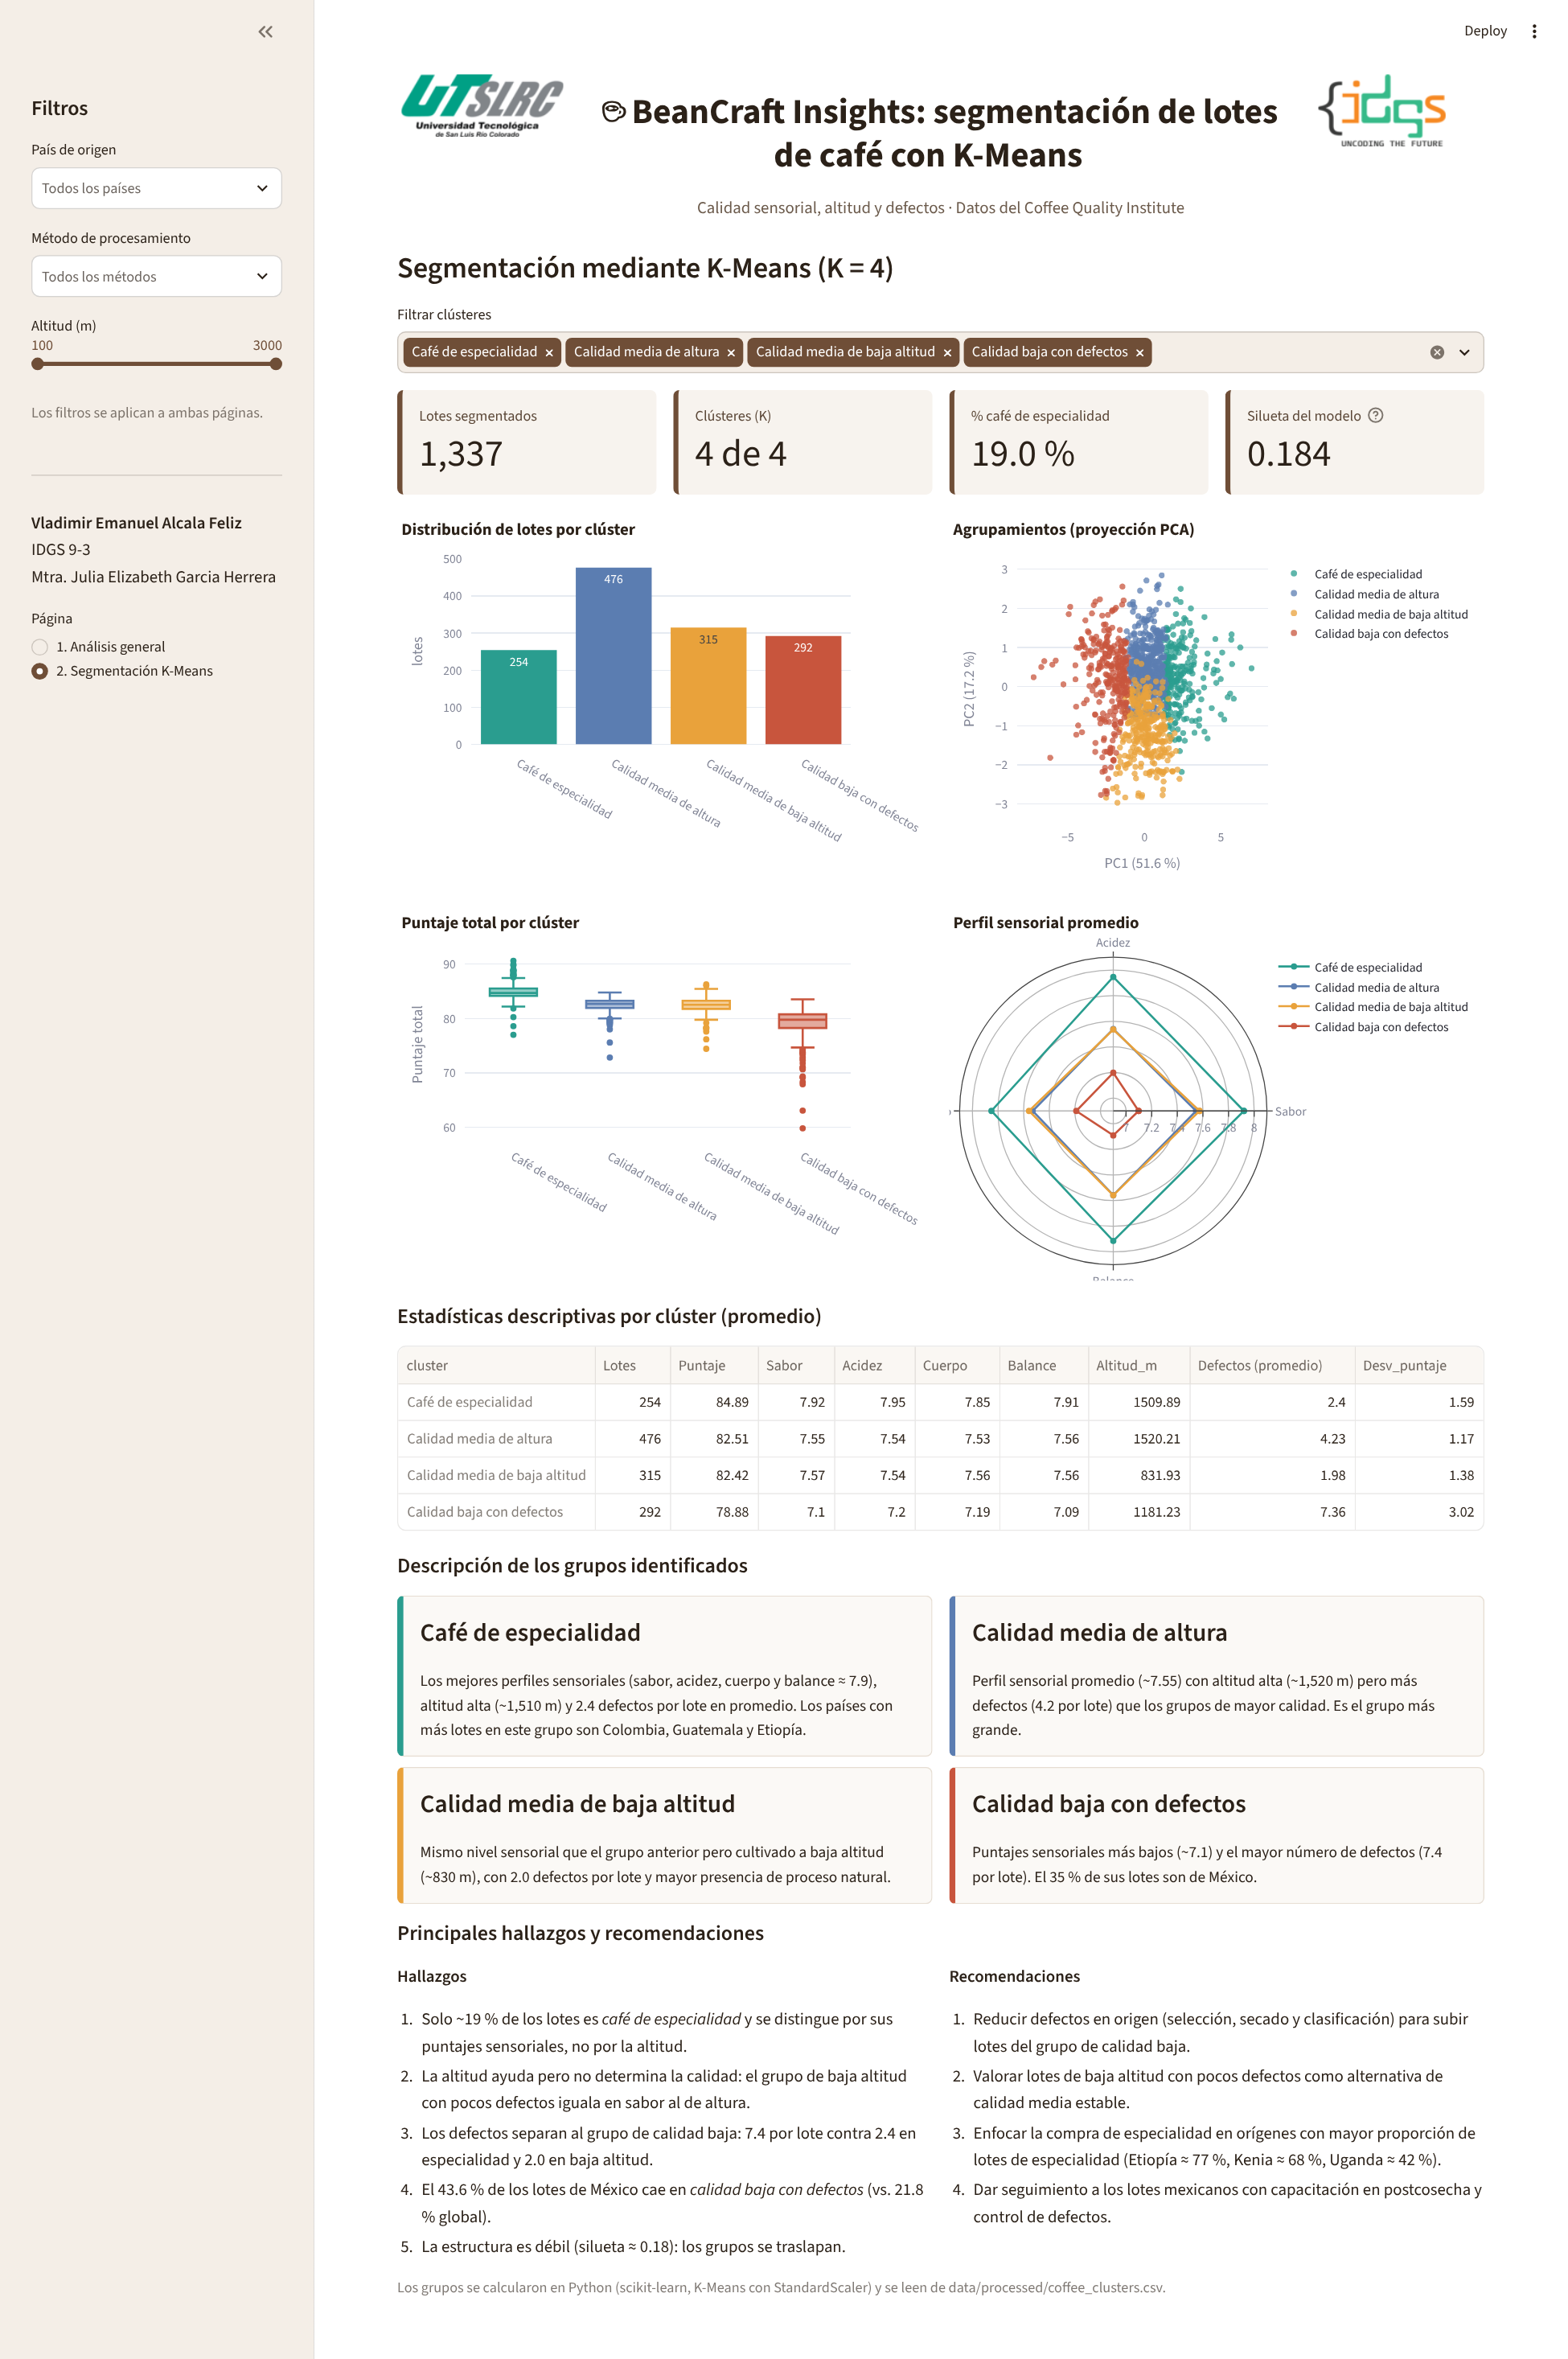 Deploy
Filtros
País de origen
Todos los países
Método de procesamiento
Todos los métodos
Altitud (m)
100 3000
Los filtros se aplican a ambas páginas.
Vladimir Emanuel Alcala Feliz
IDGS 9-3
Mtra. Julia Elizabeth Garcia Herrera
Página
1. Análisis general
2. Segmentación K-Means
UTSLRC
Universidad Tecnológica
de San Luis Río Colorado
BeanCraft Insights: segmentación de lotes
de café con K-Means
{idgs
UNCODING THE FUTURE
Calidad sensorial, altitud y defectos · Datos del Coffee Quality Institute
Segmentación mediante K-Means (K = 4)
Filtrar clústeres
Café de especialidad × Calidad media de altura × Calidad media de baja altitud × Calidad baja con defectos ×
Lotes segmentados
1,337
Clústeres (K)
4 de 4
% café de especialidad
19.0 %
Silueta del modelo
0.184
Distribución de lotes por clúster
500
400
300
200
100
0
lotes
254
476
315
292
Café de especialidad
Calidad media de altura
Calidad media de baja altitud
Calidad baja con defectos
Agrupamientos (proyección PCA)
3
2
1
0
−1
−2
−3
PC2 (17.2 %)
−5 0 5
PC1 (51.6 %)
Café de especialidad
Calidad media de altura
Calidad media de baja altitud
Calidad baja con defectos
Puntaje total por clúster
90
80
70
60
Puntaje total
Café de especialidad
Calidad media de altura
Calidad media de baja altitud
Calidad baja con defectos
Perfil sensorial promedio
Acidez
Sabor
7 7.2 7.4 7.6 7.8 8
Balance
Café de especialidad
Calidad media de altura
Calidad media de baja altitud
Calidad baja con defectos
Estadísticas descriptivas por clúster (promedio)
cluster Lotes Puntaje Sabor Acidez Cuerpo Balance Altitud_m Defectos (promedio) Desv_puntaje
Café de especialidad 254 84.89 7.92 7.95 7.85 7.91 1509.89 2.4 1.59
Calidad media de altura 476 82.51 7.55 7.54 7.53 7.56 1520.21 4.23 1.17
Calidad media de baja altitud 315 82.42 7.57 7.54 7.56 7.56 831.93 1.98 1.38
Calidad baja con defectos 292 78.88 7.1 7.2 7.19 7.09 1181.23 7.36 3.02
Descripción de los grupos identificados
Café de especialidad
Los mejores perfiles sensoriales (sabor, acidez, cuerpo y balance ≈ 7.9),
altitud alta (~1,510 m) y 2.4 defectos por lote en promedio. Los países con
más lotes en este grupo son Colombia, Guatemala y Etiopía.
Calidad media de altura
Perfil sensorial promedio (~7.55) con altitud alta (~1,520 m) pero más
defectos (4.2 por lote) que los grupos de mayor calidad. Es el grupo más
grande.
Calidad media de baja altitud
Mismo nivel sensorial que el grupo anterior pero cultivado a baja altitud
(~830 m), con 2.0 defectos por lote y mayor presencia de proceso natural.
Calidad baja con defectos
Puntajes sensoriales más bajos (~7.1) y el mayor número de defectos (7.4
por lote). El 35 % de sus lotes son de México.
Principales hallazgos y recomendaciones
Hallazgos
1. Solo ~19 % de los lotes es café de especialidad y se distingue por sus
puntajes sensoriales, no por la altitud.
2. La altitud ayuda pero no determina la calidad: el grupo de baja altitud
con pocos defectos iguala en sabor al de altura.
3. Los defectos separan al grupo de calidad baja: 7.4 por lote contra 2.4 en
especialidad y 2.0 en baja altitud.
4. El 43.6 % de los lotes de México cae en calidad baja con defectos (vs. 21.8
% global).
5. La estructura es débil (silueta ≈ 0.18): los grupos se traslapan.
Recomendaciones
1. Reducir defectos en origen (selección, secado y clasificación) para subir
lotes del grupo de calidad baja.
2. Valorar lotes de baja altitud con pocos defectos como alternativa de
calidad media estable.
3. Enfocar la compra de especialidad en orígenes con mayor proporción de
lotes de especialidad (Etiopía ≈ 77 %, Kenia ≈ 68 %, Uganda ≈ 42 %).
4. Dar seguimiento a los lotes mexicanos con capacitación en postcosecha y
control de defectos.
Los grupos se calcularon en Python (scikit-learn, K-Means con StandardScaler) y se leen de data/processed/coffee_clusters.csv.